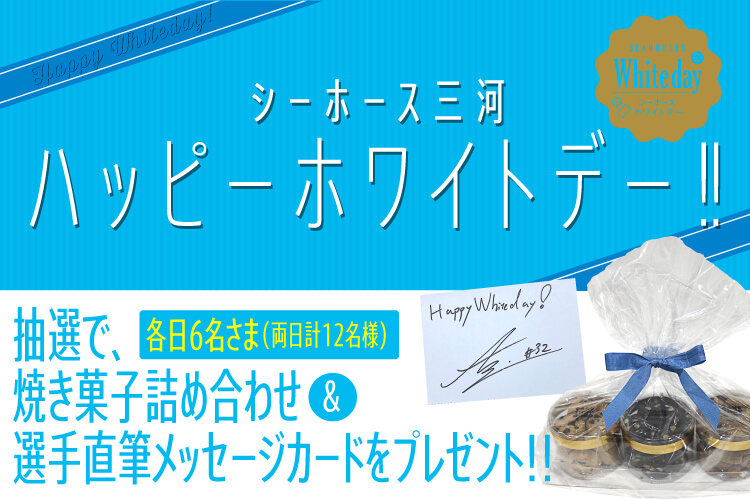 Happy Whiteday!
SEAHORSES
Whiteday
シーホース三河
ハッピーホワイトデー!!
Happy Whiteday!
#32
抽選で、
各日6名さま(両日計12名様)
焼き菓子詰め合わせ&
選手直筆メッセージカードをプレゼント!!